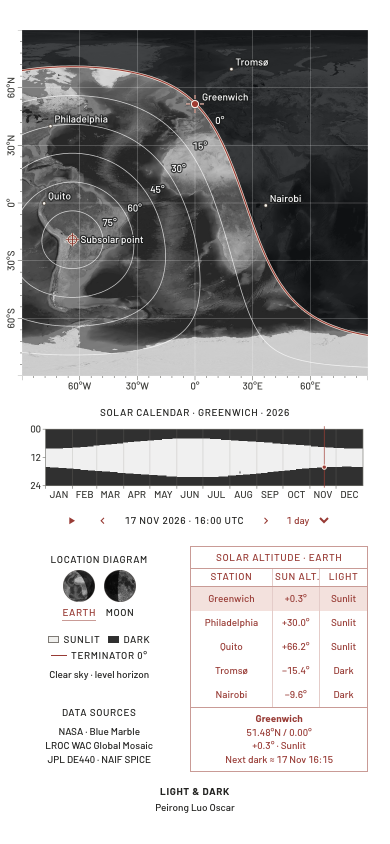 Tromsø
60°N
Greenwich
Philadelphia
0°
30°N
15°
30°
45°
Quito
Nairobi
0°
60°
75°
Subsolar point
30°S
60°S
60°W
30°W
0°
30°E
60°E
SOLAR CALENDAR · GREENWICH · 2026
00
12
24
JAN FEB MAR APR MAY JUN JUL AUG SEP OCT NOV DEC
17 NOV 2026 · 16:00 UTC
1 day
LOCATION DIAGRAM
EARTH MOON
SUNLIT DARK
TERMINATOR 0°
Clear sky · level horizon
DATA SOURCES
NASA · Blue Marble
LROC WAC Global Mosaic
JPL DE440 · NAIF SPICE
SOLAR ALTITUDE · EARTH
STATION SUN ALT. LIGHT
Greenwich +0.3° Sunlit
Philadelphia +30.0° Sunlit
Quito +66.2° Sunlit
Tromsø −15.4° Dark
Nairobi −9.6° Dark
Greenwich
51.48°N / 0.00°
+0.3° · Sunlit
Next dark ≈ 17 Nov 16:15
LIGHT & DARK
Peirong Luo Oscar